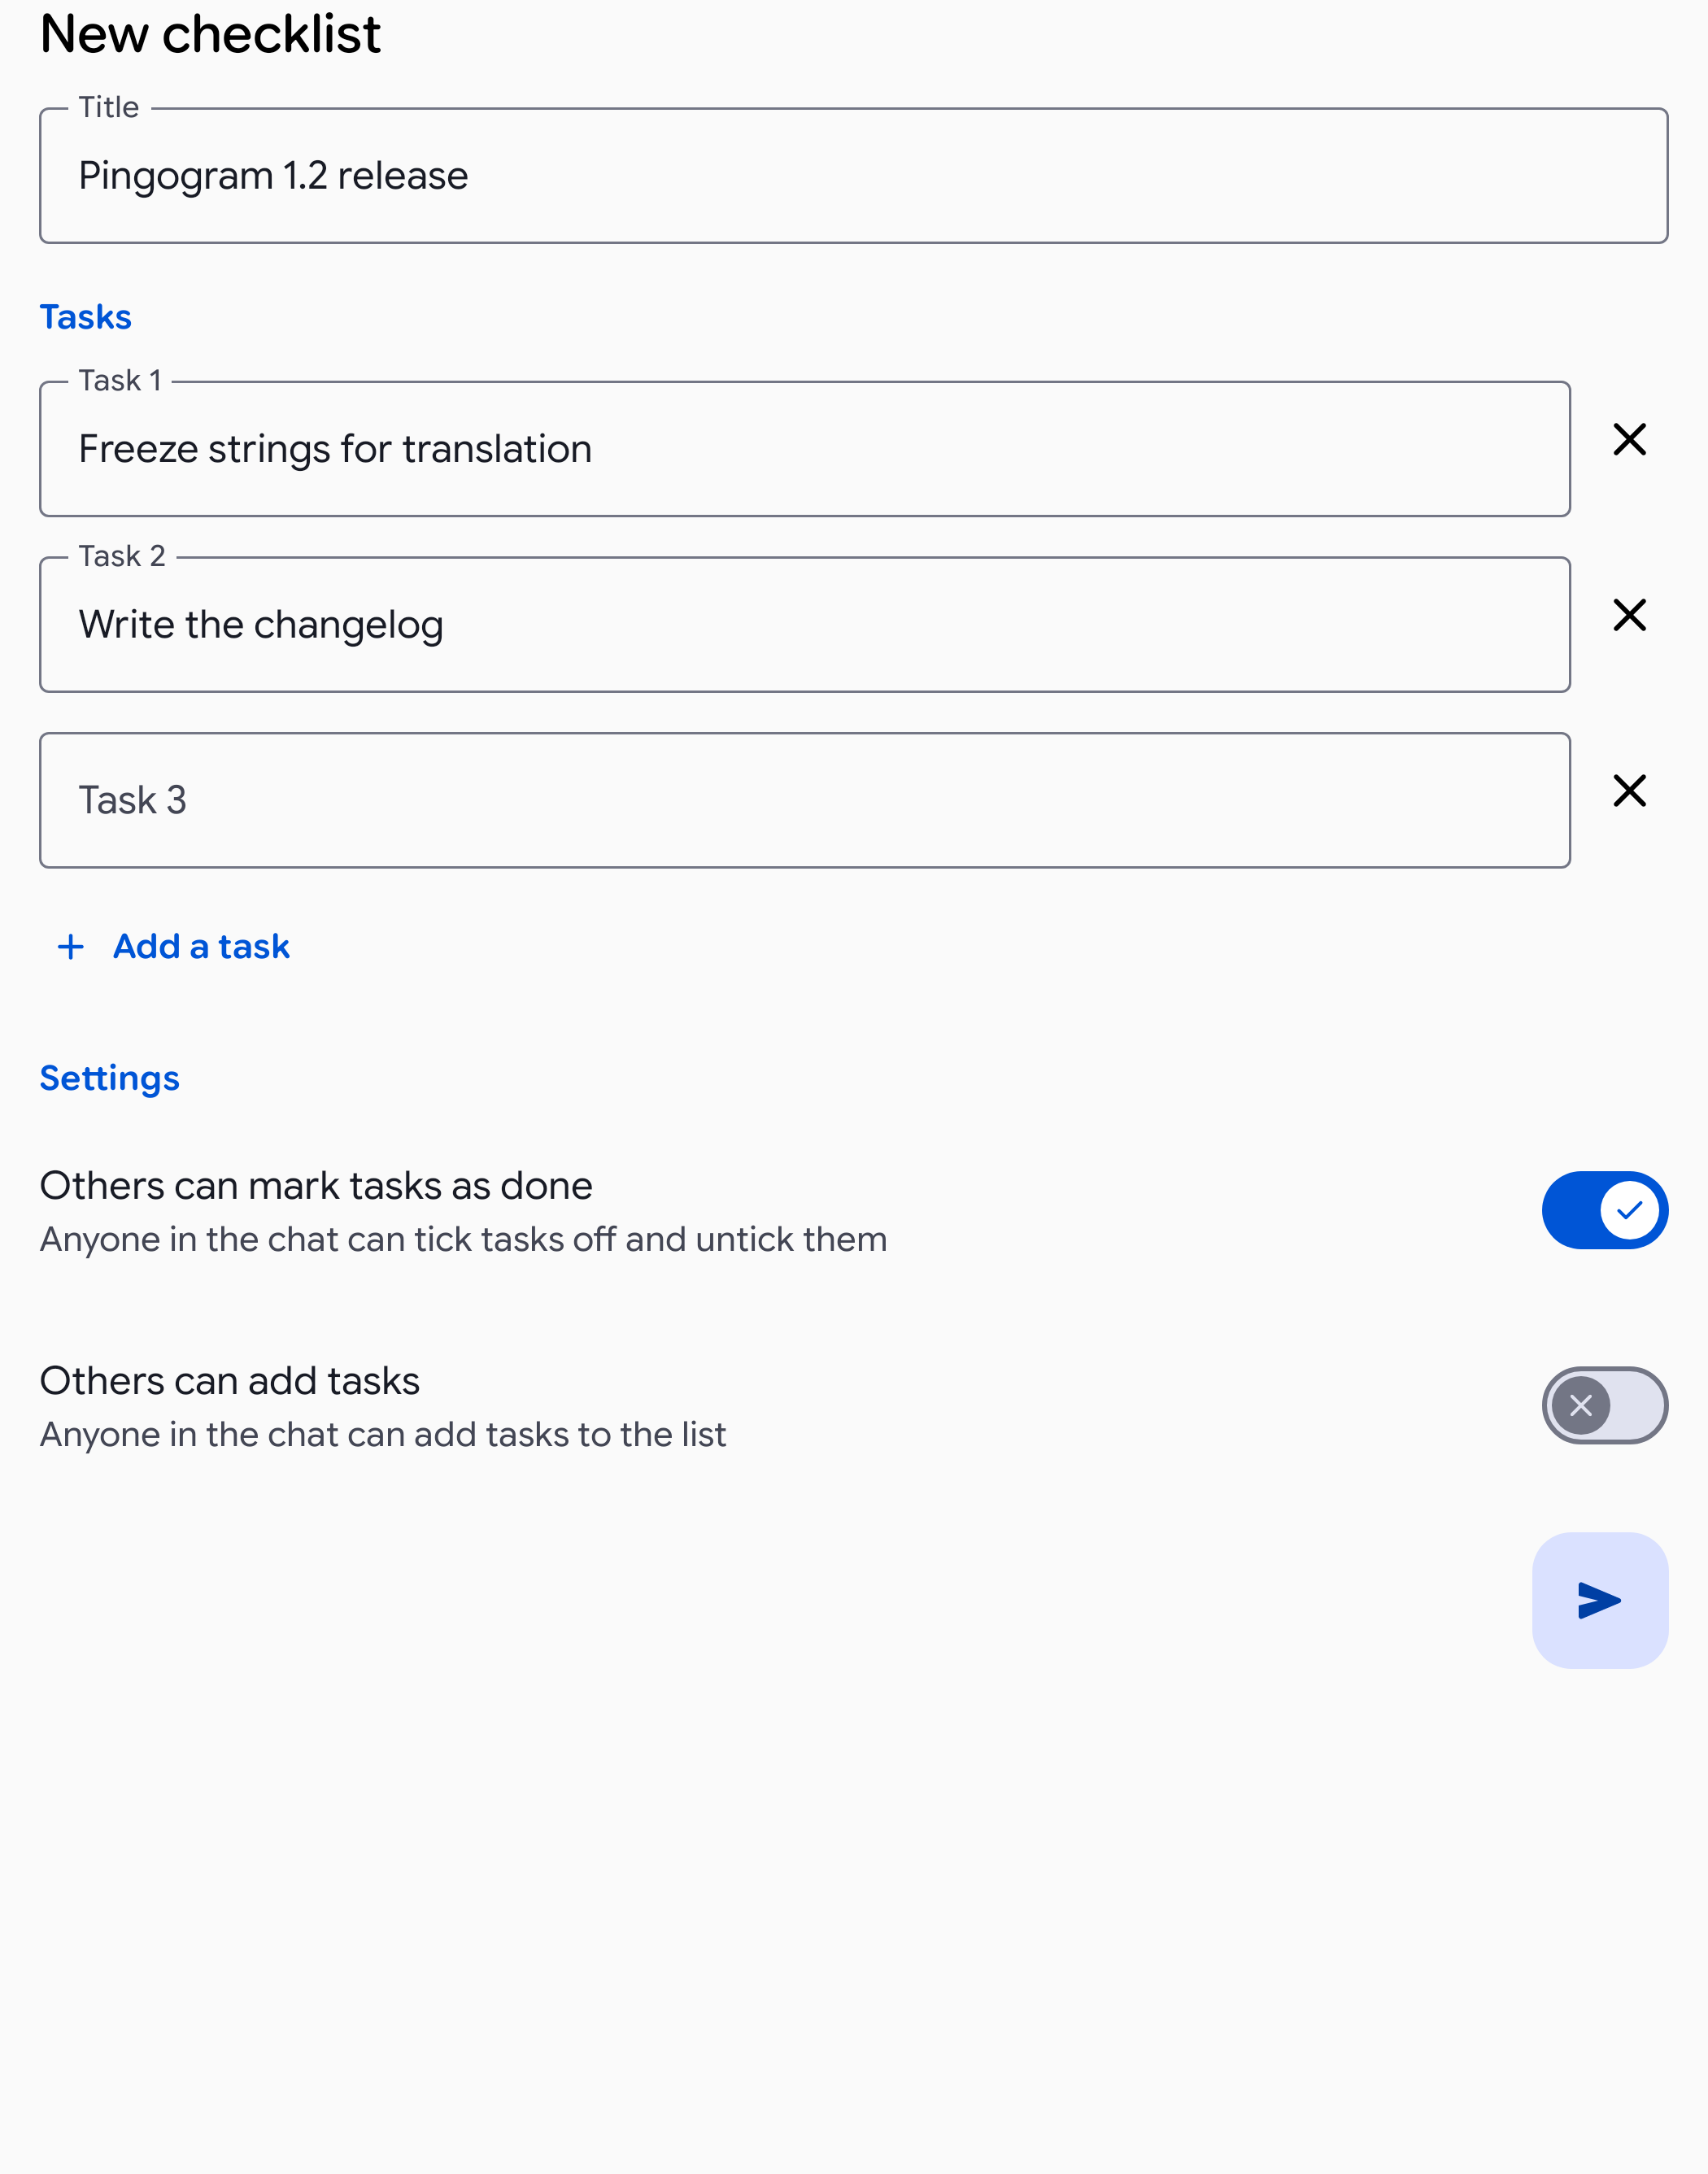 New checklist
Title
Pingogram 1.2 release
Tasks
Task 1
Freeze strings for translation
Task 2
Write the changelog
Task 3
Add a task
Settings
Others can mark tasks as done
Anyone in the chat can tick tasks off and untick them
Others can add tasks
Anyone in the chat can add tasks to the list